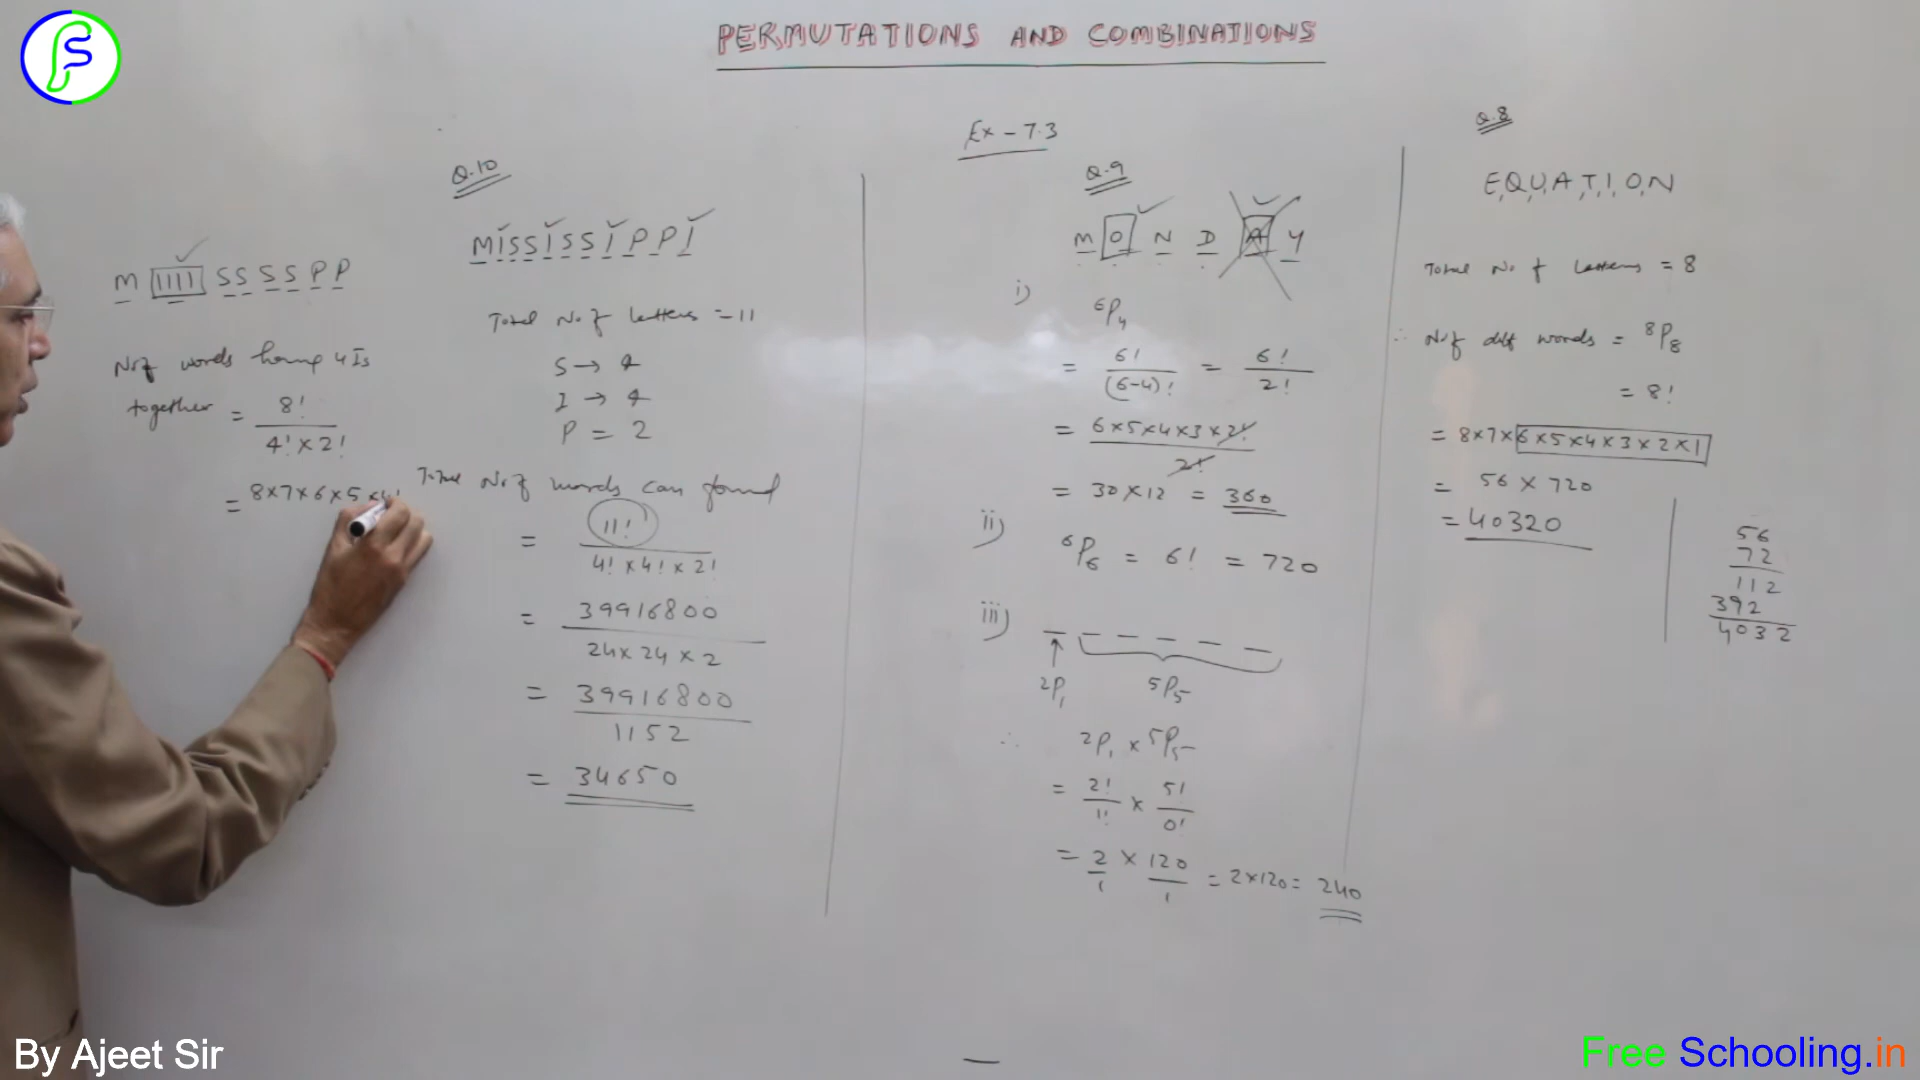 PERMUTATIONS AND COMBINATIONS
Ex - 7.3
Q.10
MISSISSIPPI
Total No. of letters = 11
S → 4
I → 4
P = 2
Total No. of words can found
= 11! / 4! × 4! × 2!
= 39916800 / 24 × 24 × 2
= 39916800 / 1152
= 34650
M IIII SSSSPP
No. of words having 4 Is
together = 8! / 4! × 2!
= 8×7×6×5×4!
Q.9
MONDAY
i)
⁶P₄
= 6! / (6-4)! = 6! / 2!
= 6×5×4×3×2! / 2!
= 30×12 = 360
ii) ⁶P₆ = 6! = 720
iii)
²P₁ ⁵P₅
∴ ²P₁ × ⁵P₅
= 2! / 1! × 5! / 0!
= 2/1 × 120/1 = 2×120 = 240
Q.8
E,Q,U,A,T,I,O,N
Total No of letters = 8
∴ No. of diff words = ⁸P₈
= 8!
= 8×7×6×5×4×3×2×1
= 56 × 720
= 40320
56
72
112
392
4032
By Ajeet Sir
Free Schooling.in